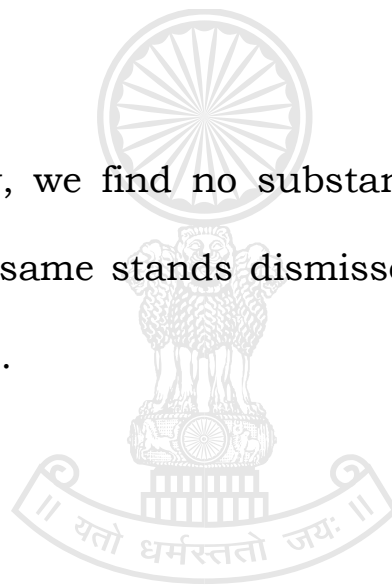 , we find no substan
same stands dismisse
.
॥ यतो धर्मस्ततो जयः ॥